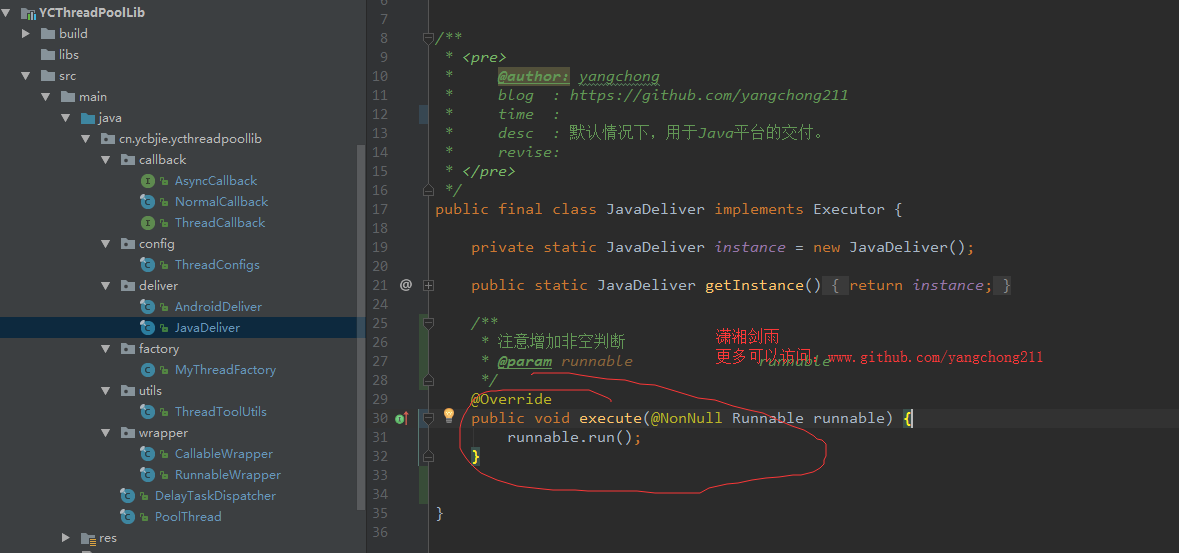 YCThreadPoolLib
build
libs
src
main
java
cn.ycbjie.ycthreadpoollib
callback
AsyncCallback
NormalCallback
ThreadCallback
config
ThreadConfigs
deliver
AndroidDeliver
JavaDeliver
factory
MyThreadFactory
utils
ThreadToolUtils
wrapper
CallableWrapper
RunnableWrapper
DelayTaskDispatcher
PoolThread
res
6
7
8 /**
9 * <pre>
10 * @author: yangchong
11 * blog : https://github.com/yangchong211
12 * time :
13 * desc : 默认情况下，用于Java平台的交付。
14 * revise:
15 * </pre>
16 */
17 public final class JavaDeliver implements Executor {
18
19 private static JavaDeliver instance = new JavaDeliver();
20
21 @ public static JavaDeliver getInstance() { return instance; }
24
25 /**
26 * 注意增加非空判断
潇湘剑雨
27 * @param runnable runnable
更多可以访问：www.github.com/yangchong211
28 */
29 @Override
30 public void execute(@NonNull Runnable runnable) {
31 runnable.run();
32 }
33
34
35 }
36